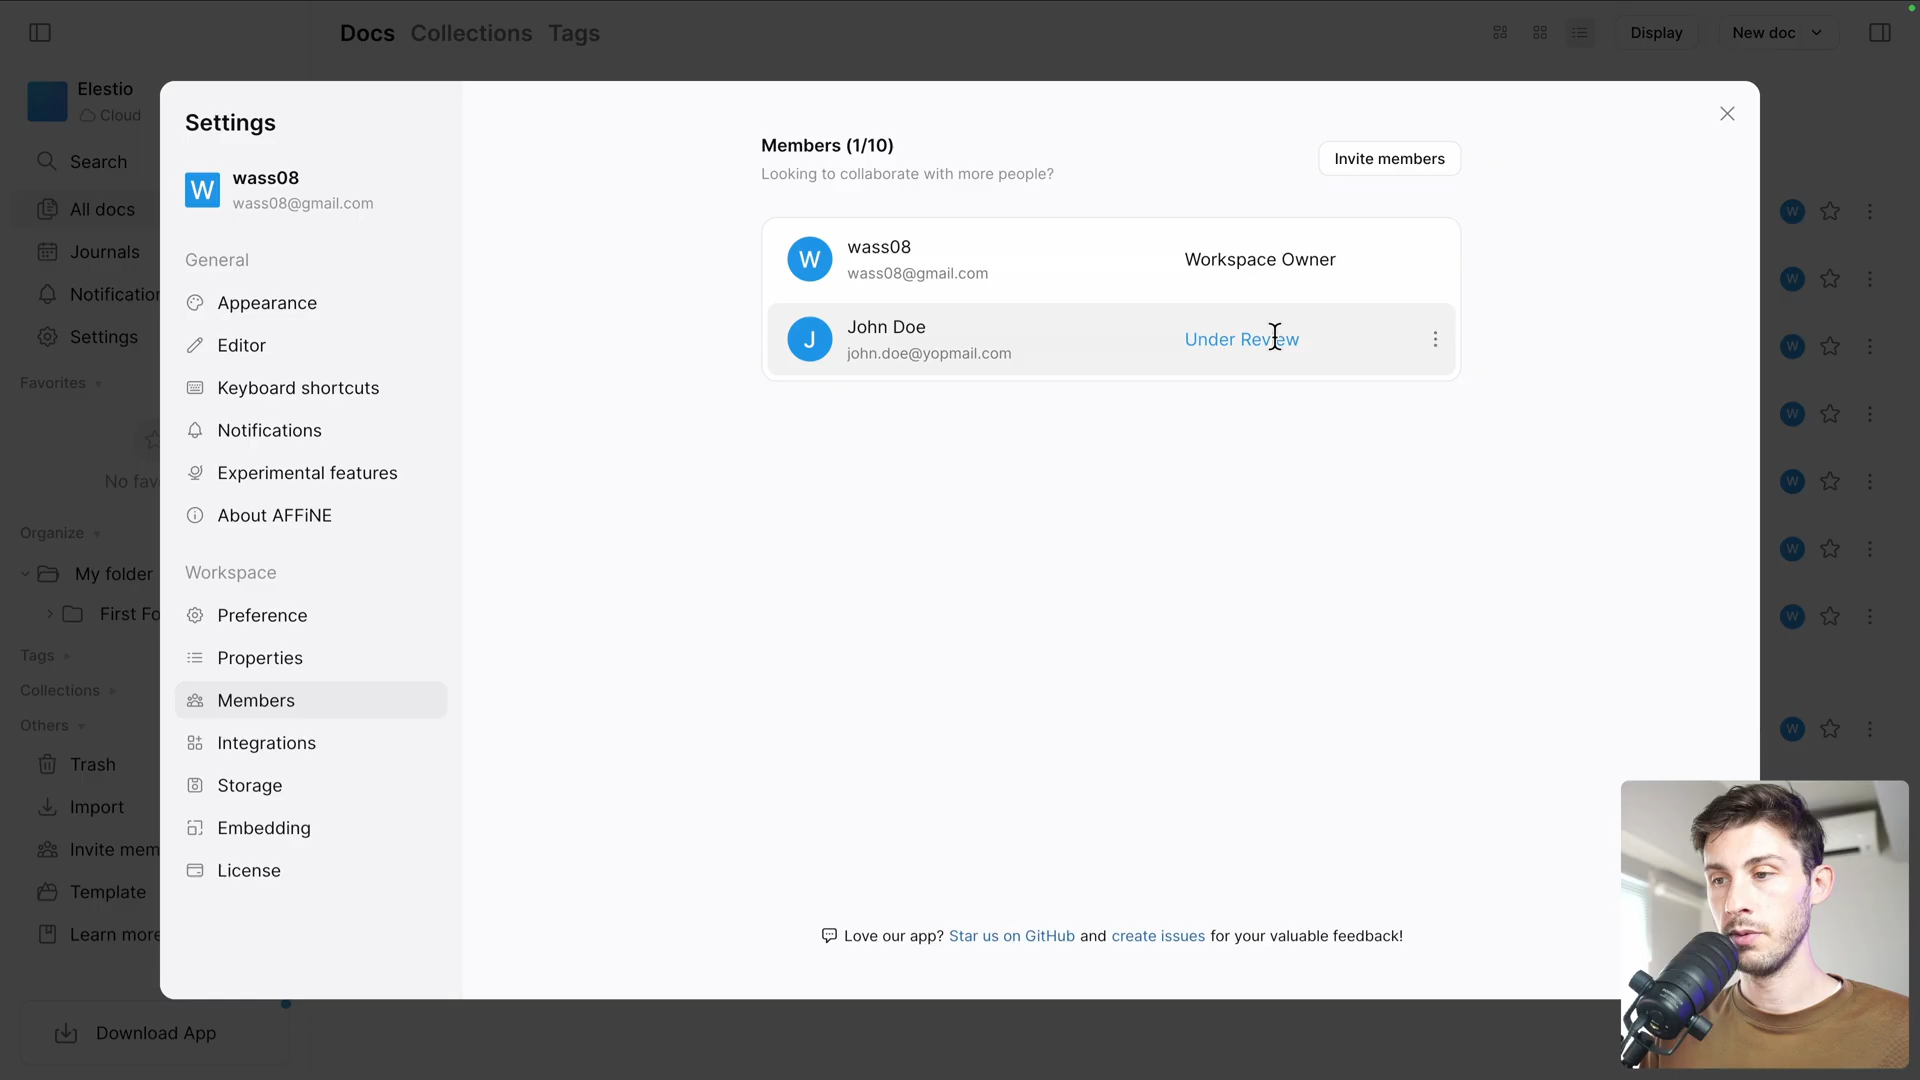 Docs Collections Tags
Display
New doc
Elestio
Cloud
Search
All docs
Journals
Notification
Settings
Favorites
No fav
Organize
My folder
First Fo
Tags
Collections
Others
Trash
Import
Invite mem
Template
Learn more
Download App
Settings
W
wass08
wass08@gmail.com
General
Appearance
Editor
Keyboard shortcuts
Notifications
Experimental features
About AFFiNE
Workspace
Preference
Properties
Members
Integrations
Storage
Embedding
License
Members (1/10)
Looking to collaborate with more people?
Invite members
W
wass08
wass08@gmail.com
Workspace Owner
J
John Doe
john.doe@yopmail.com
Under Review
Love our app? Star us on GitHub and create issues for your valuable feedback!
W
W
W
W
W
W
W
W